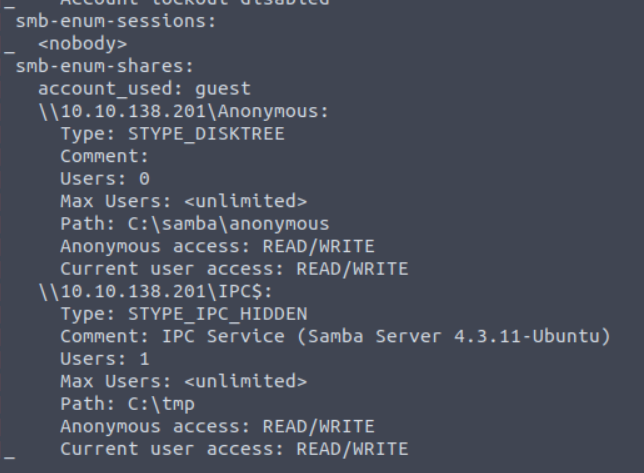 _ Account lockout disabled
smb-enum-sessions:
_ <nobody>
smb-enum-shares:
account_used: guest
\\10.10.138.201\Anonymous:
Type: STYPE_DISKTREE
Comment:
Users: 0
Max Users: <unlimited>
Path: C:\samba\anonymous
Anonymous access: READ/WRITE
Current user access: READ/WRITE
\\10.10.138.201\IPC$:
Type: STYPE_IPC_HIDDEN
Comment: IPC Service (Samba Server 4.3.11-Ubuntu)
Users: 1
Max Users: <unlimited>
Path: C:\tmp
Anonymous access: READ/WRITE
_ Current user access: READ/WRITE